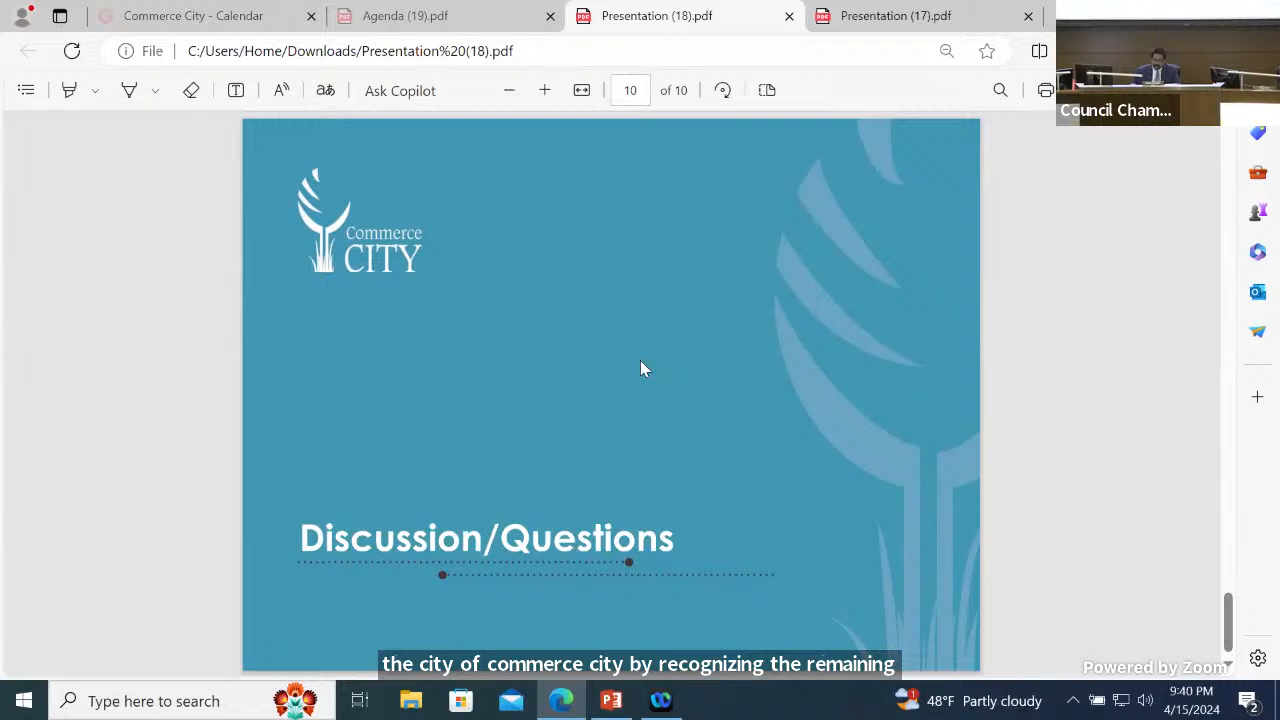 Commerce City - Calendar
Agenda (19).pdf
Presentation (18).pdf
Presentation (17).pdf
File
C:/Users/Home/Downloads/Presentation%20(18).pdf
Ask Copilot
10
of 10
Council Cham...
Commerce
CITY
Discussion/Questions
the city of commerce city by recognizing the remaining
Powered by Zoom
Type here to search
48°F Partly cloudy
9:40 PM
4/15/2024
2